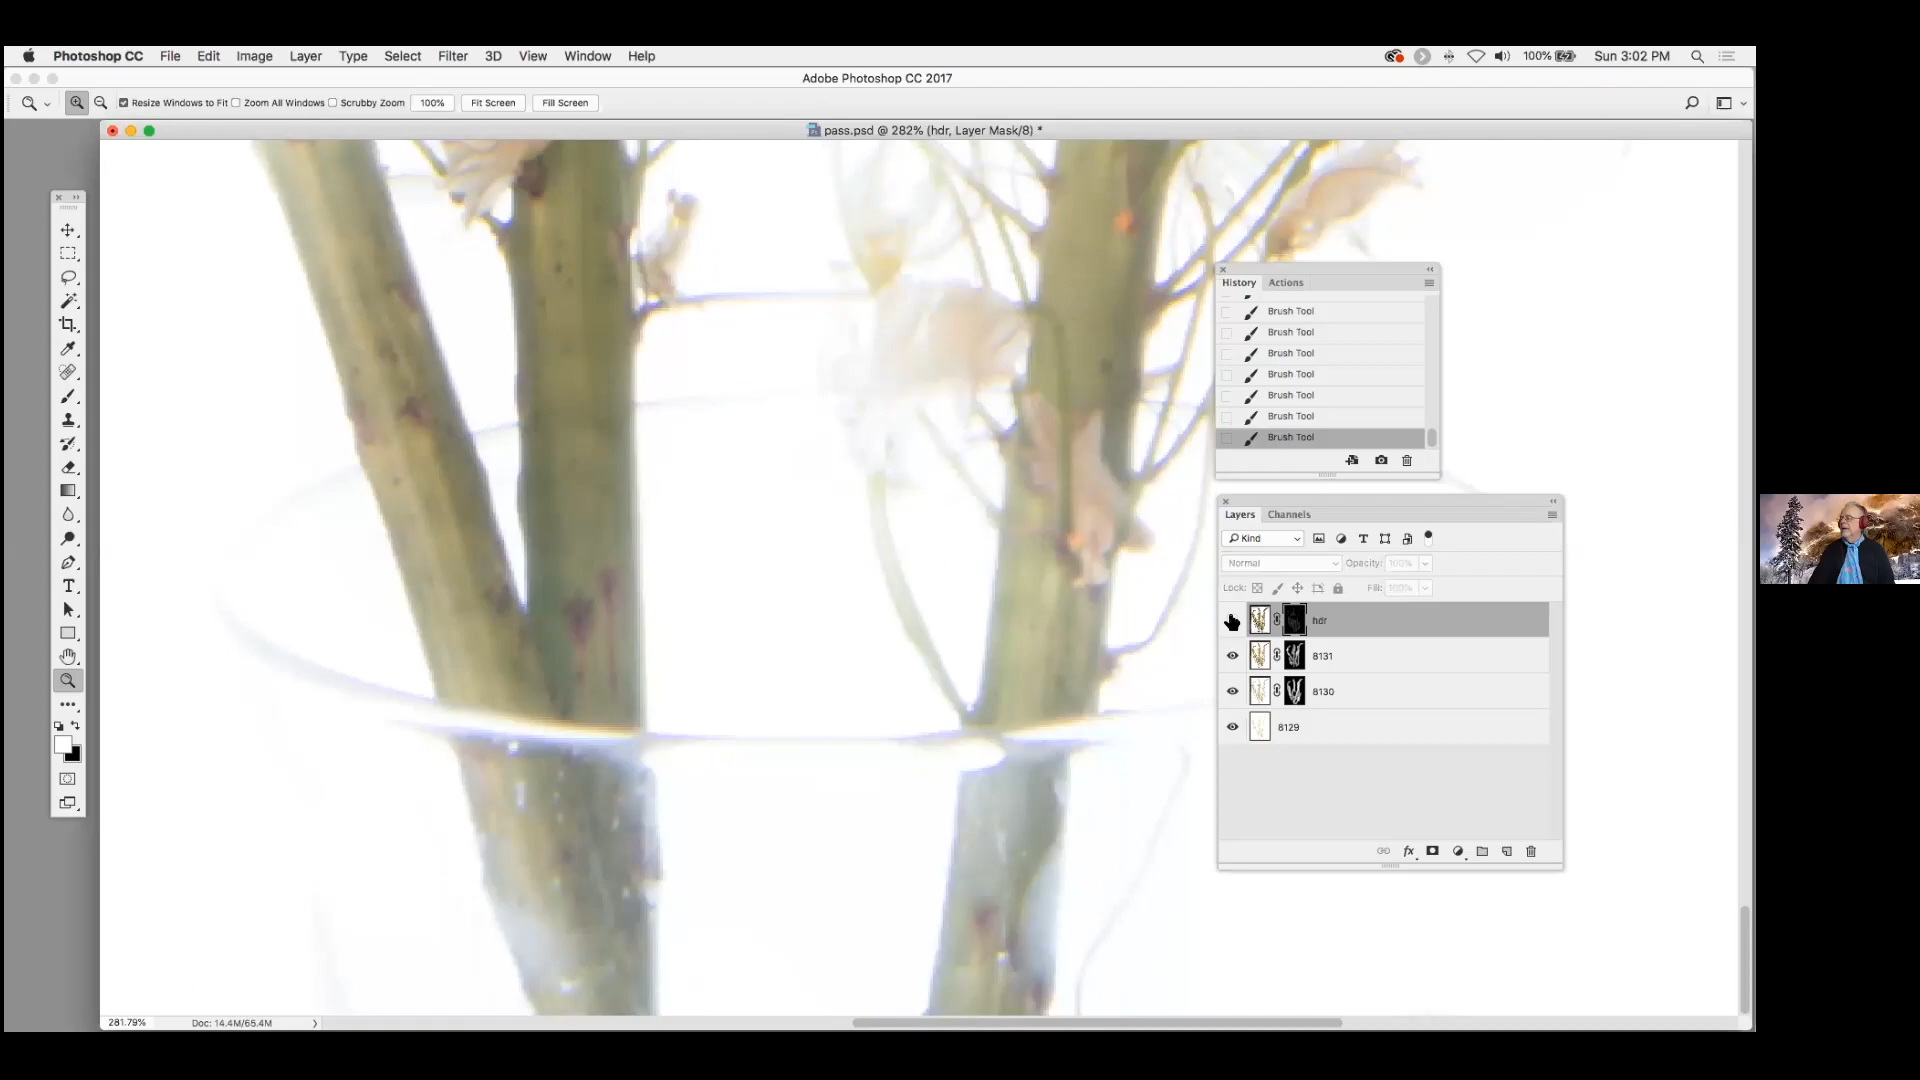 Photoshop CC File Edit Image Layer Type Select Filter 3D View Window Help 100% Sun 3:02 PM
Adobe Photoshop CC 2017
Resize Windows to Fit Zoom All Windows Scrubby Zoom 100% Fit Screen Fill Screen
pass.psd @ 282% (hdr, Layer Mask/8) *
History Actions
Brush Tool
Brush Tool
Brush Tool
Brush Tool
Brush Tool
Brush Tool
Brush Tool
Layers Channels
Kind
Normal Opacity: 100%
Lock: Fill: 100%
hdr
8131
8130
8129
fx
281.79% Doc: 14.4M/65.4M